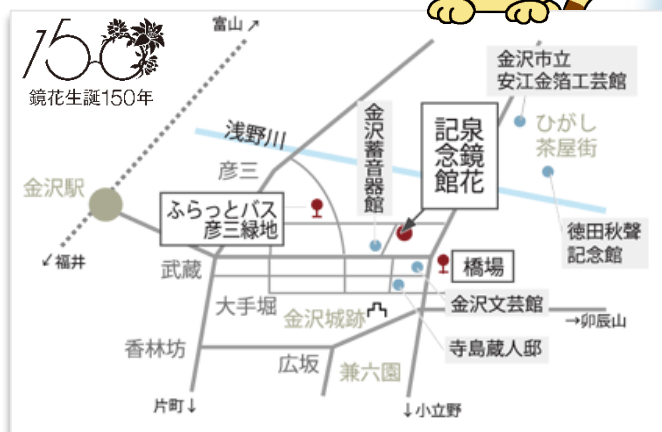 150
鏡花生誕150年
富山↗
金沢市立
安江金箔工芸館
ひがし
茶屋街
泉鏡花
記念館
金沢蓄音器館
浅野川
彦三
金沢駅
ふらっとバス
彦三緑地
徳田秋聲
記念館
↙福井
武蔵
橋場
大手堀
金沢城跡
金沢文芸館
→卯辰山
香林坊
広坂
寺島蔵人邸
兼六園
片町↓
↓小立野